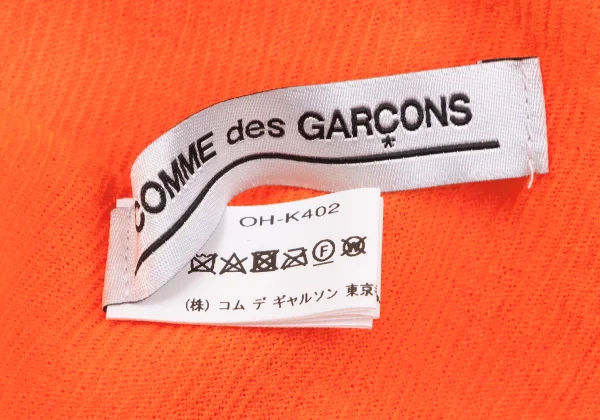 COMME des GARÇONS
*
OH-K402
(株) コム デ ギャルソン 東京